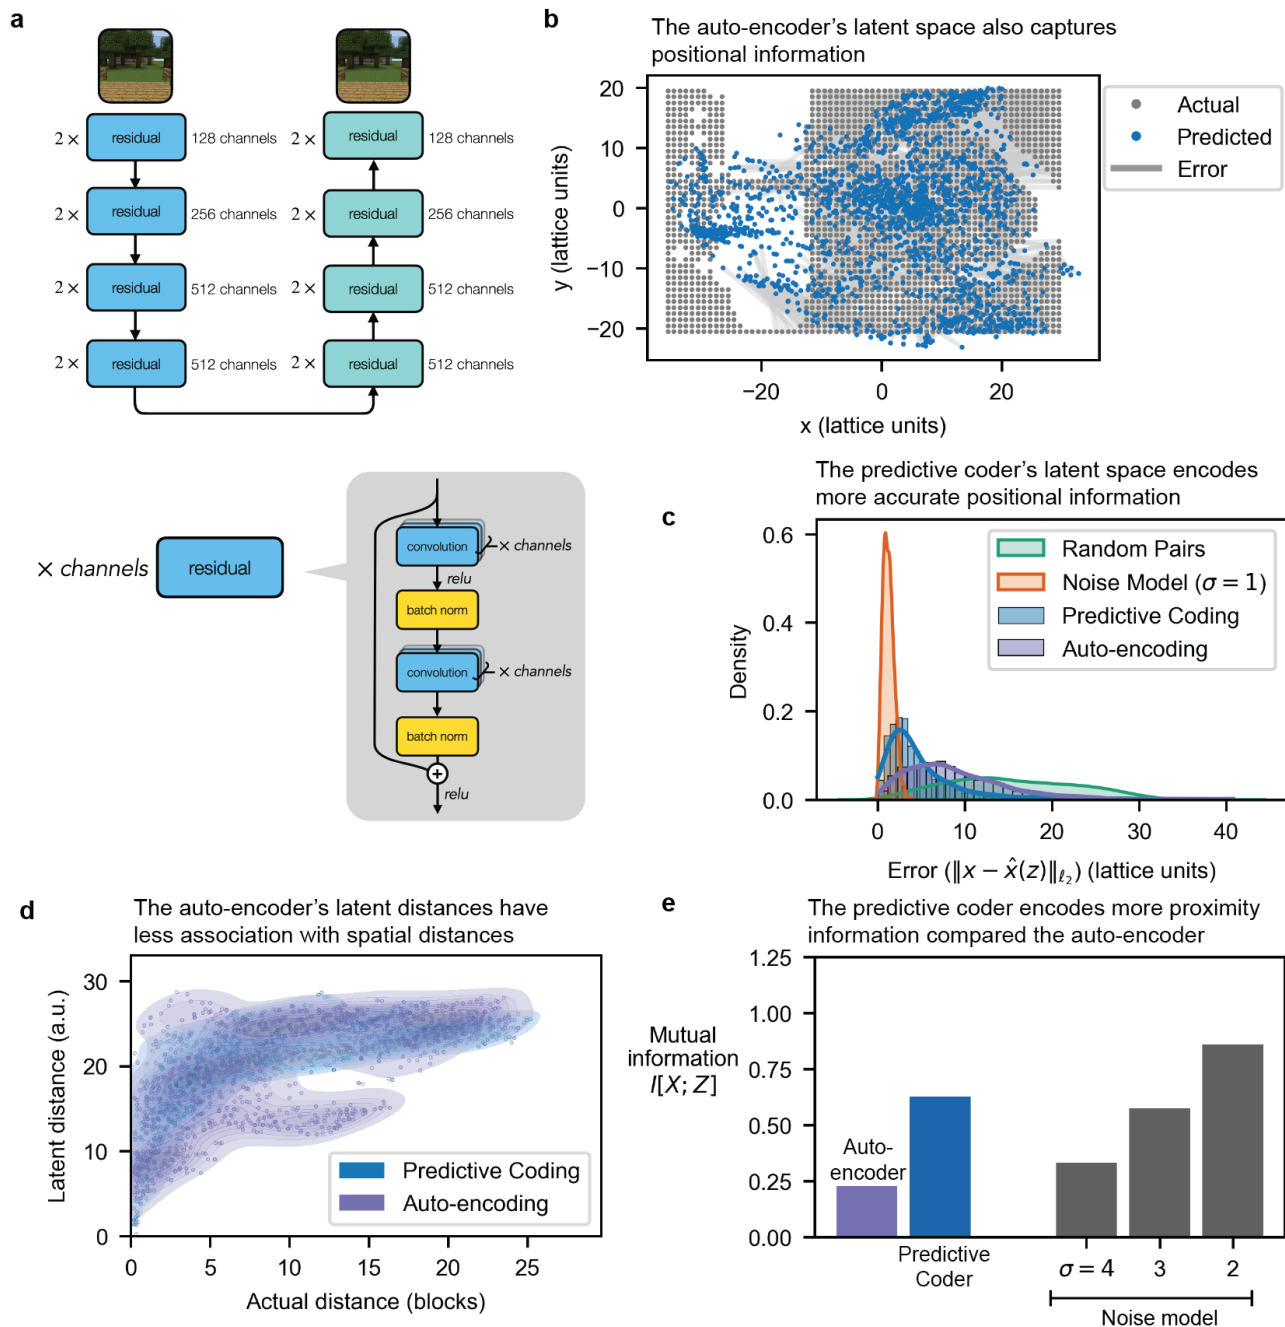 a
2 × residual 128 channels
2 × residual 256 channels
2 × residual 512 channels
2 × residual 512 channels
2 × residual 128 channels
2 × residual 256 channels
2 × residual 512 channels
2 × residual 512 channels
× channels residual
convolution × channels
relu
batch norm
convolution × channels
batch norm
+
relu
b
The auto-encoder’s latent space also captures
positional information
20
10
0
−10
−20
y (lattice units)
−20 0 20
x (lattice units)
Actual
Predicted
Error
The predictive coder’s latent space encodes
more accurate positional information
c
0.6
0.4
0.2
0.0
Density
Random Pairs
Noise Model (σ = 1)
Predictive Coding
Auto-encoding
0 10 20 30 40
Error (‖x − x̂(z)‖ℓ₂) (lattice units)
d
The auto-encoder’s latent distances have
less association with spatial distances
30
20
10
0
Latent distance (a.u.)
Predictive Coding
Auto-encoding
0 5 10 15 20 25
Actual distance (blocks)
e
The predictive coder encodes more proximity
information compared the auto-encoder
1.25
1.00
0.75
0.50
0.25
0.00
Mutual
information
I[X; Z]
Auto-
encoder
Predictive
Coder
σ = 4 3 2
Noise model